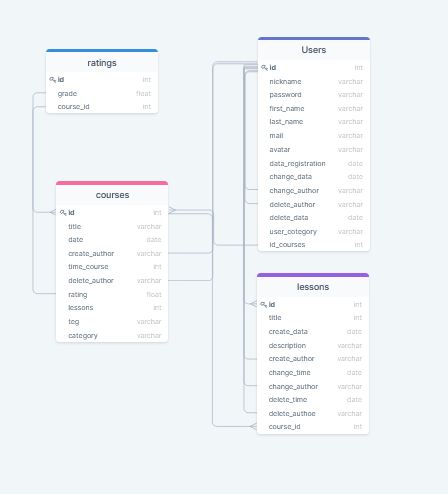 ratings
id int
grade float
course_id int
courses
id int
title varchar
date date
create_author varchar
time_course int
delete_author varchar
rating float
lessons int
teg varchar
category varchar
Users
id int
nickname varchar
password varchar
first_name varchar
last_name varchar
mail varchar
avatar varchar
data_registration date
change_data date
change_author varchar
delete_author varchar
delete_data date
user_cotegory varchar
id_courses int
lessons
id int
title int
create_data date
description varchar
create_author varchar
change_time date
change_author varchar
delete_time date
delete_authoe varchar
course_id int